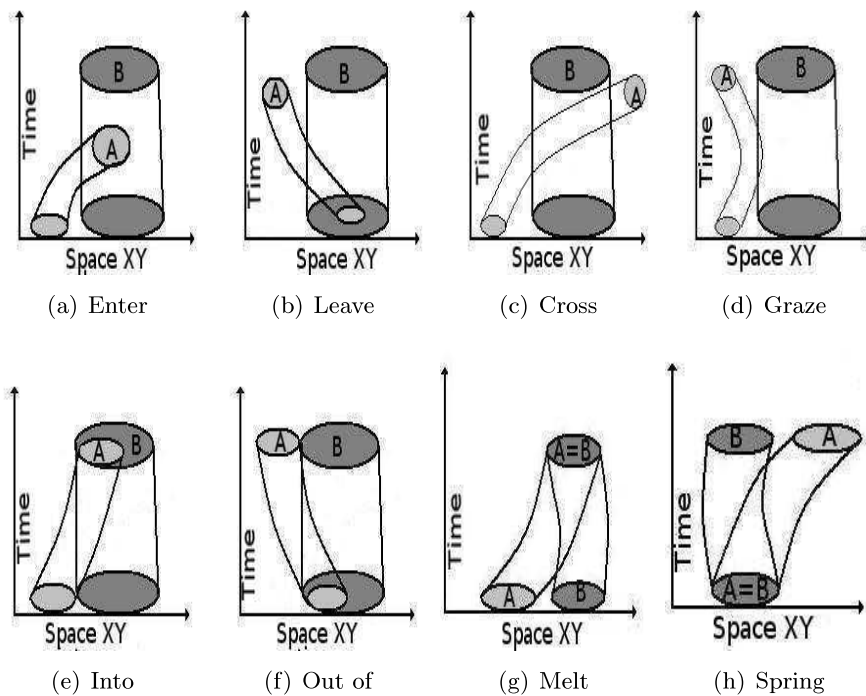 B
A
Time
Space XY
(a) Enter
B
A
Time
Space XY
(b) Leave
B
A
Time
Space XY
(c) Cross
B
A
Time
Space XY
(d) Graze
B
A
Time
Space XY
(e) Into
A B
Time
Space XY
(f) Out of
A=B
Time
A B
Space XY
(g) Melt
B A
Time
A=B
Space XY
(h) Spring